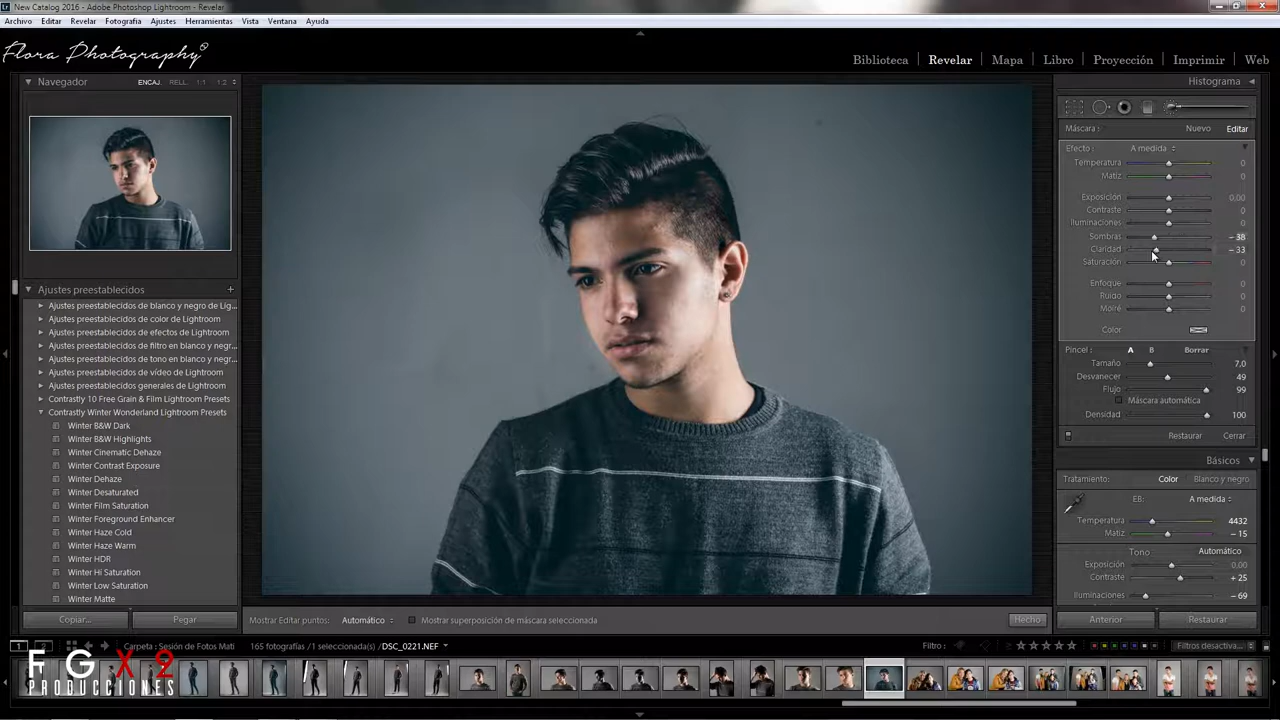 New Catalog 2016 - Adobe Photoshop Lightroom - Revelar
Archivo Editar Revelar Fotografía Ajustes Herramientas Vista Ventana Ayuda
Flora Photography
Biblioteca Revelar Mapa Libro Proyección Imprimir Web
Navegador ENCAJ. RELL. 1:1 1:2
Ajustes preestablecidos +
Ajustes preestablecidos de blanco y negro de Lig...
Ajustes preestablecidos de color de Lightroom
Ajustes preestablecidos de efectos de Lightroom
Ajustes preestablecidos de filtro en blanco y negr...
Ajustes preestablecidos de tono en blanco y negr...
Ajustes preestablecidos de vídeo de Lightroom
Ajustes preestablecidos generales de Lightroom
Contrastly 10 Free Grain & Film Lightroom Presets
Contrastly Winter Wonderland Lightroom Presets
Winter B&W Dark
Winter B&W Highlights
Winter Cinematic Dehaze
Winter Contrast Exposure
Winter Dehaze
Winter Desaturated
Winter Film Saturation
Winter Foreground Enhancer
Winter Haze Cold
Winter Haze Warm
Winter HDR
Winter Hi Saturation
Winter Low Saturation
Winter Matte
Copiar... Pegar
Histograma
Máscara : Nuevo Editar
Efecto : A medida
Temperatura 0
Matiz 0
Exposición 0,00
Contraste 0
Iluminaciones 0
Sombras - 38
Claridad - 33
Saturación 0
Enfoque 0
Ruido 0
Moiré 0
Color
Pincel : A B Borrar
Tamaño 7,0
Desvanecer 49
Flujo 99
Máscara automática
Densidad 100
Restaurar Cerrar
Básicos
Tratamiento : Color Blanco y negro
EB: A medida
Temperatura 4432
Matiz - 15
Tono Automático
Exposición 0,00
Contraste + 25
Iluminaciones - 69
Anterior Restaurar
Mostrar Editar puntos: Automático Mostrar superposición de máscara seleccionada Hecho
1 2 Carpeta : Sesión de Fotos Mati 165 fotografías /1 seleccionada(s) /DSC_0221.NEF Filtro : Filtros desactiva...
FGX2
PRODUCCIONES